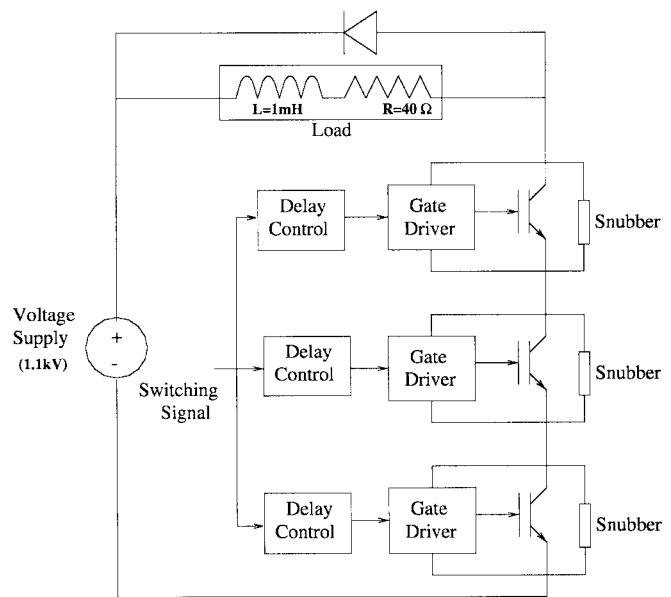 L=1mH
R=40 Ω
Load
Delay
Control
Gate
Driver
Snubber
Voltage
Supply
(1.1kV)
+
-
Switching
Signal
Delay
Control
Gate
Driver
Snubber
Delay
Control
Gate
Driver
Snubber